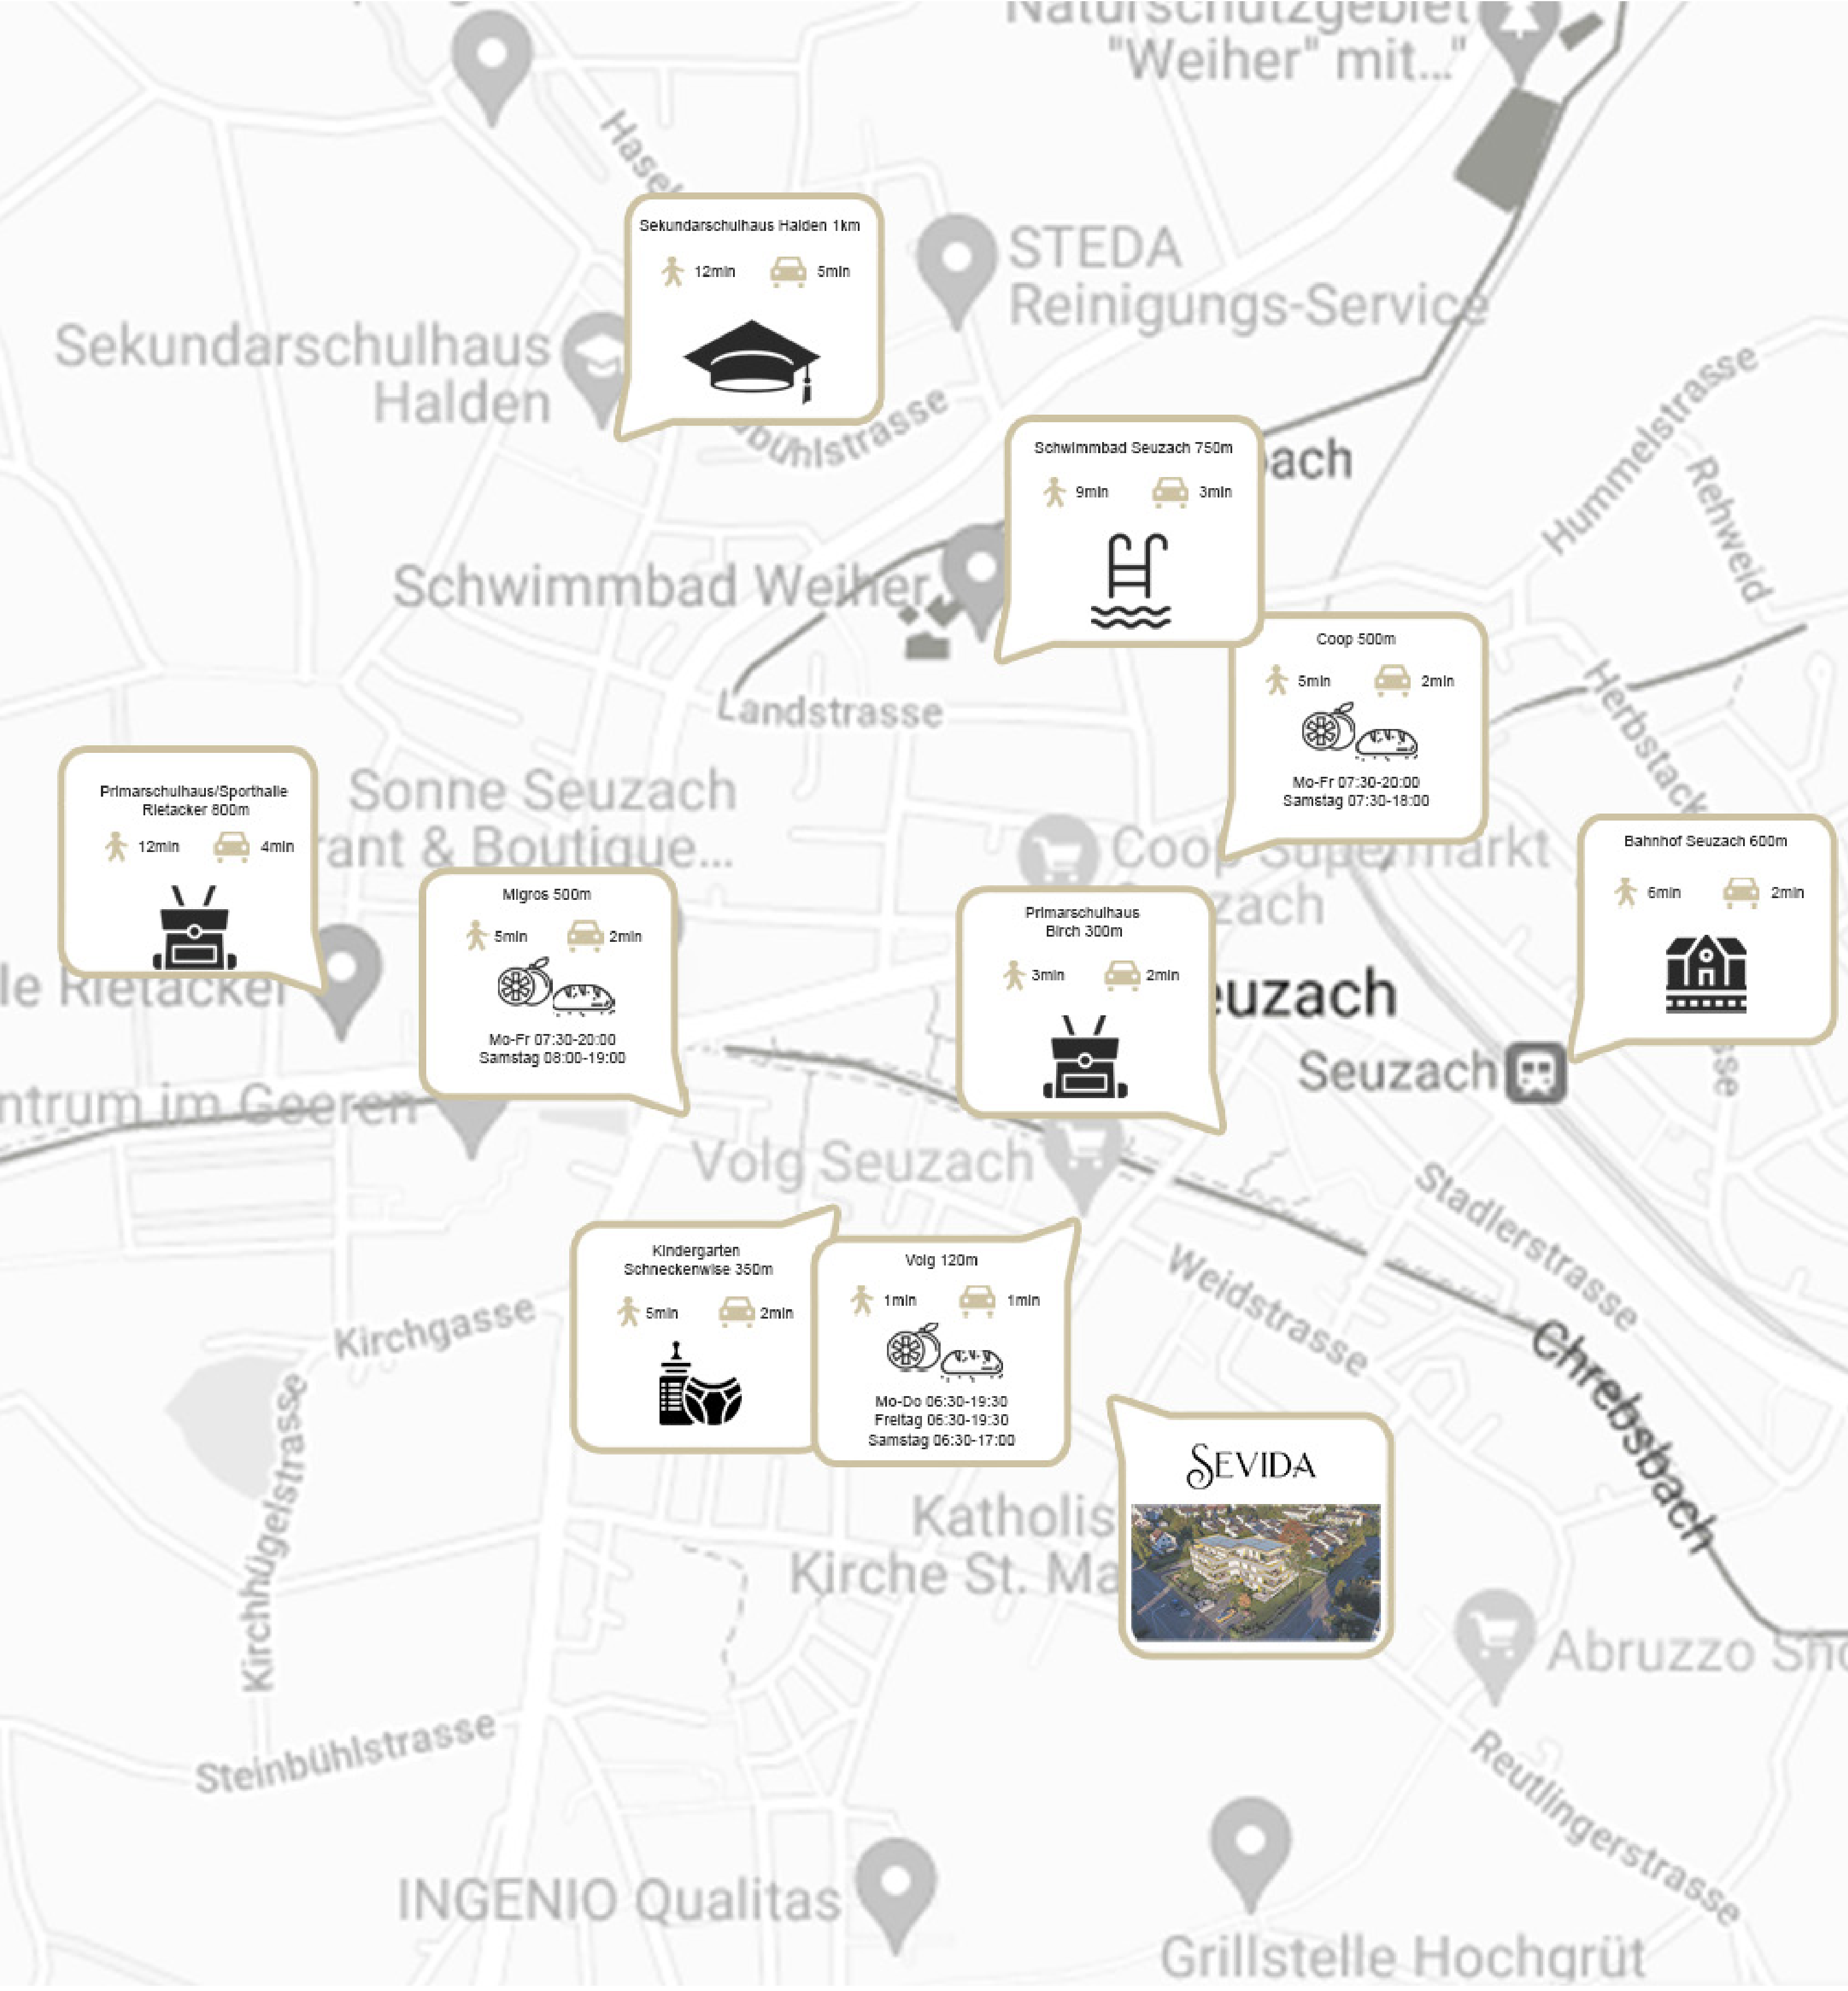 Naturschutzgebiet
"Weiher" mit..."
Sekundarschulhaus Halden 1km
12min 5min
STEDA
Reinigungs-Service
Sekundarschulhaus
Halden
Hummelstrasse
Rehweid
Schwimmbad Seuzach 750m
9min 3min
Schwimmbad Weiher
Landstrasse
Coop 500m
5min 2min
Mo-Fr 07:30-20:00
Samstag 07:30-18:00
Herbstack
Primarschulhaus/Sporthalle
Rietacker 800m
12min 4min
Sonne Seuzach
rant & Boutique...
le Rietacker
Migros 500m
5min 2min
Mo-Fr 07:30-20:00
Samstag 08:00-19:00
Coop Supermarkt
zach
Primarschulhaus
Birch 300m
3min 2min
euzach
Seuzach
Bahnhof Seuzach 600m
6min 2min
sse
ntrum im Geeren
Volg Seuzach
Stadlerstrasse
Weidstrasse
Chrebsbach
Kindergarten
Schneckenwise 350m
5min 2min
Volg 120m
1min 1min
Mo-Do 06:30-19:30
Freitag 06:30-19:30
Samstag 06:30-17:00
Kirchgasse
Kirchhügelstrasse
SEVIDA
Katholis
Kirche St. Ma
Abruzzo Sho
Steinbühlstrasse
Reutlingerstrasse
INGENIO Qualitas
Grillstelle Hochgrüt